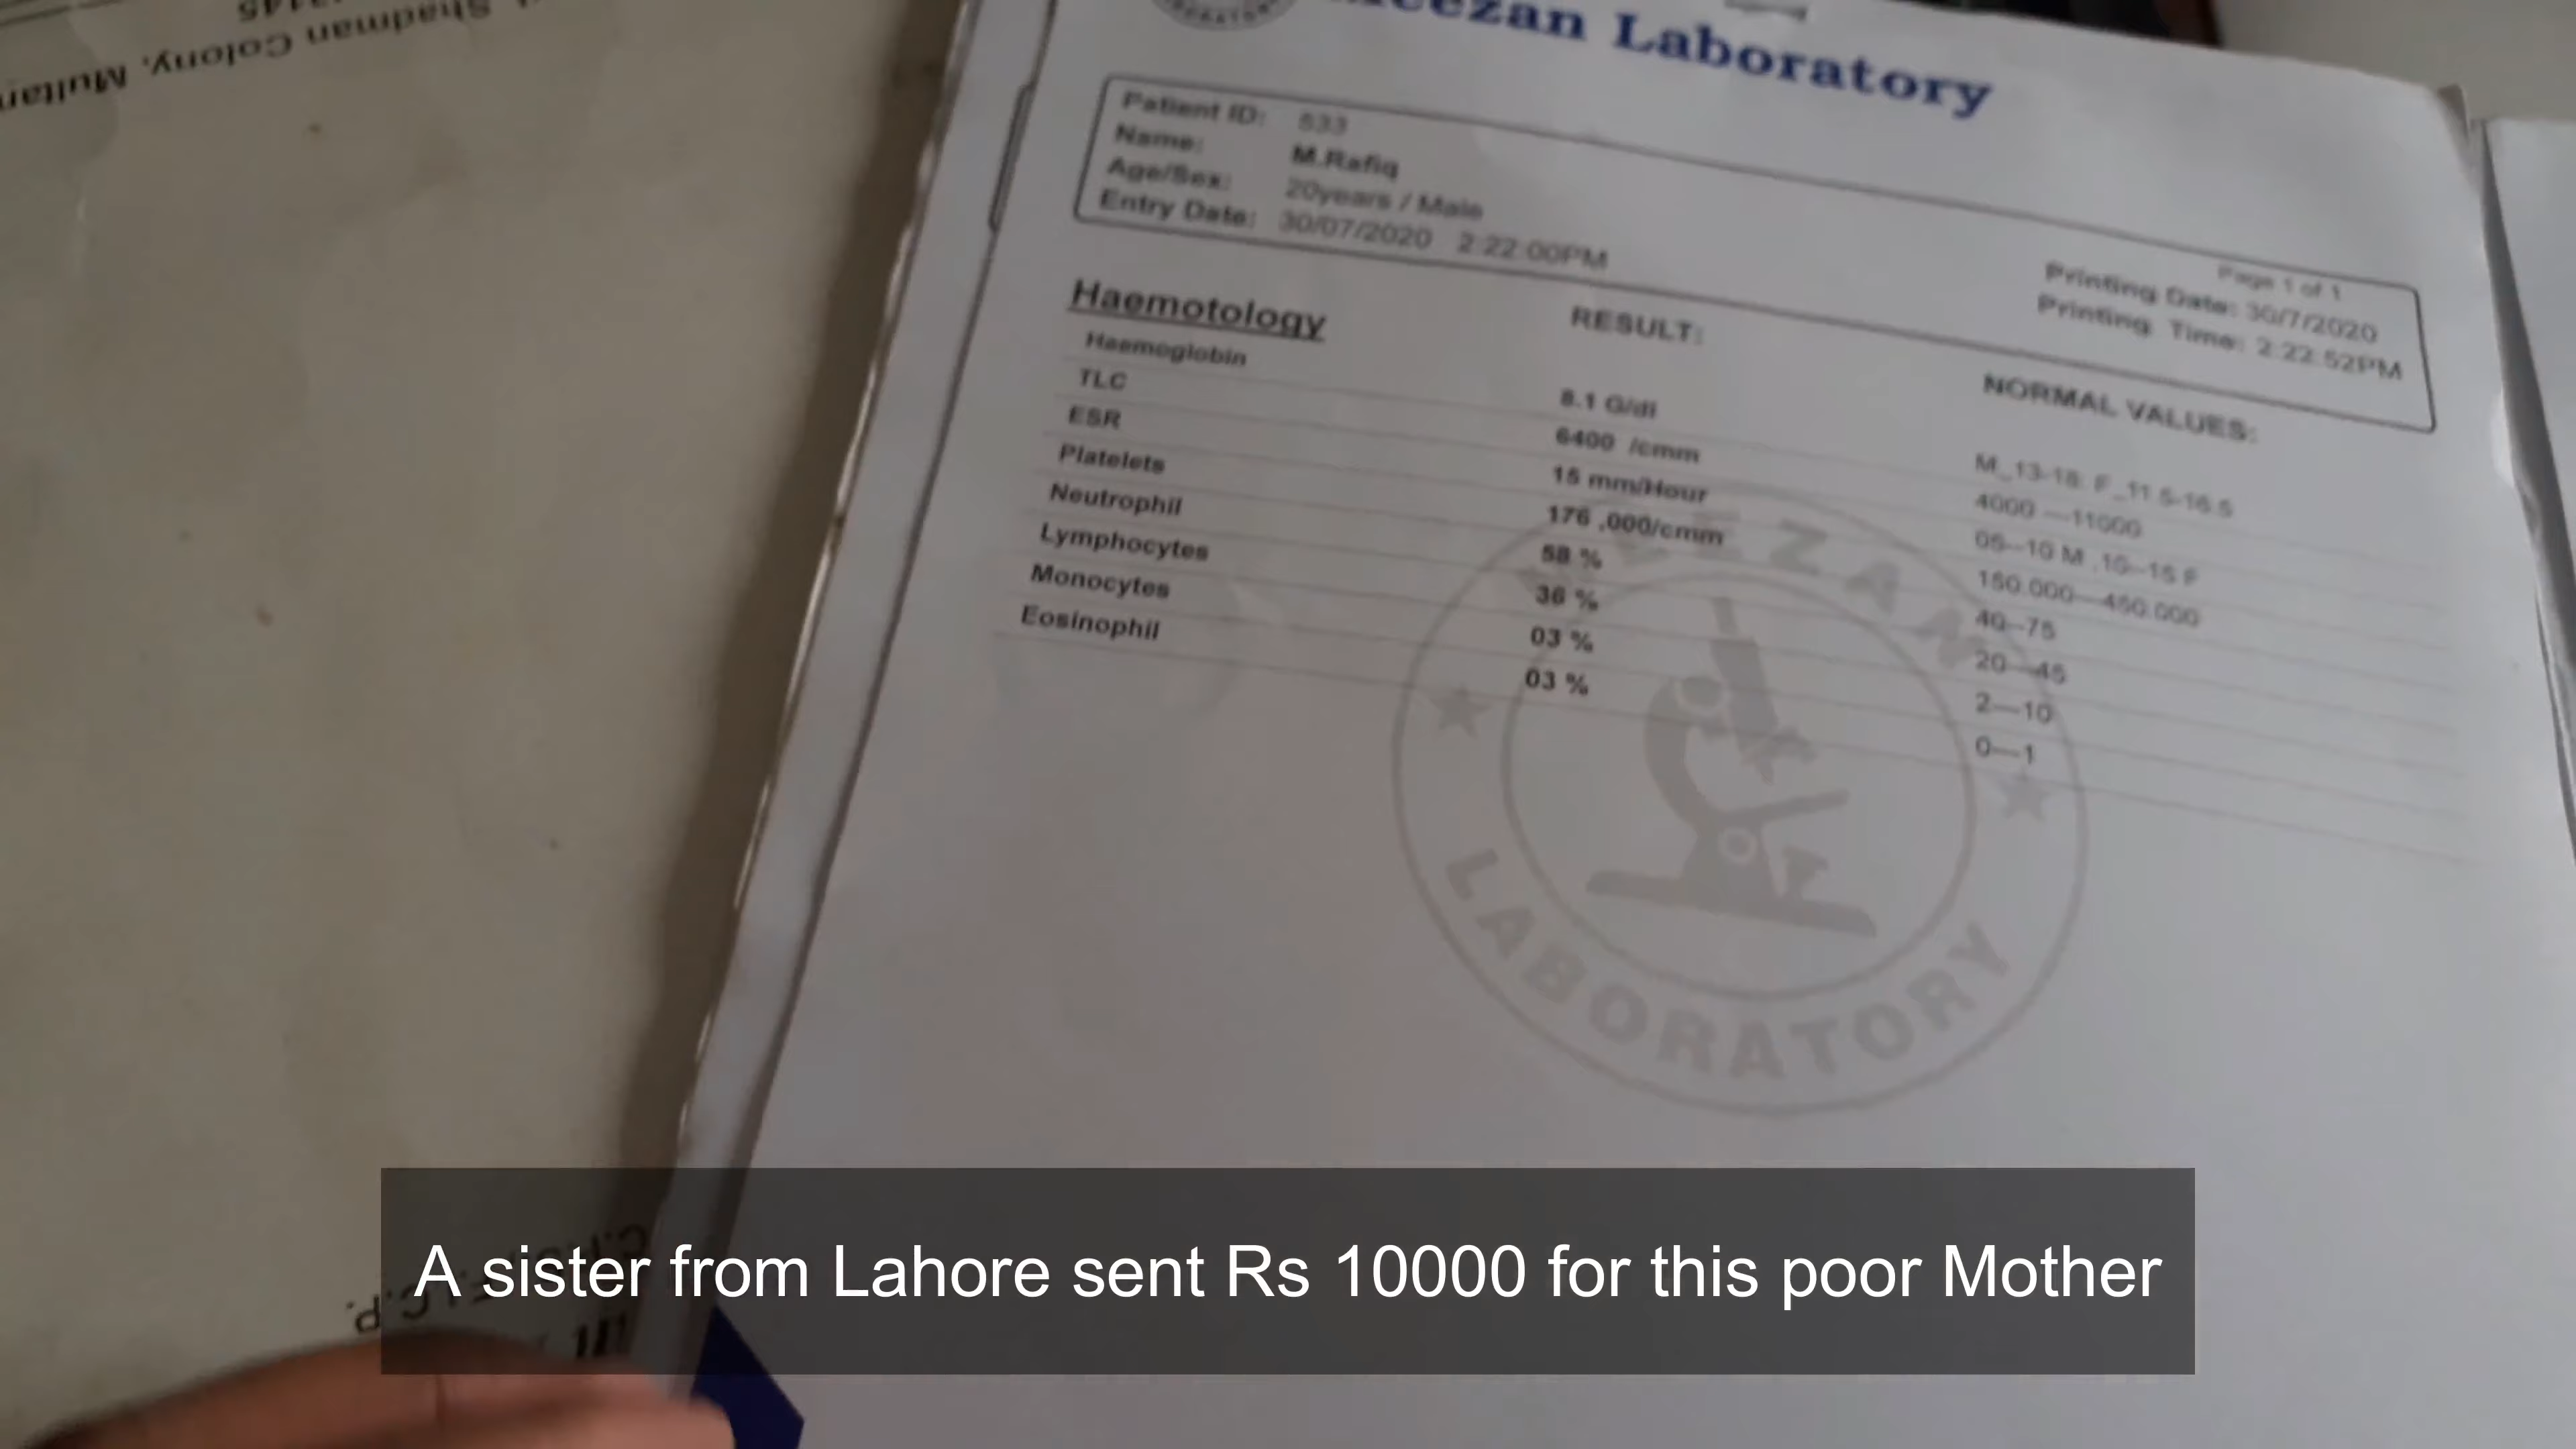 Shadman Colony, Multan
Laboratory
Patient ID: 533
Name: M.Rafiq
Age/Sex: 20years / Male
Entry Date: 30/07/2020 2:22:00PM
Page 1 of 1
Printing Date: 30/7/2020
Printing Time: 2:22:52PM
Haemotology RESULT: NORMAL VALUES:
Haemoglobin 8.1 G/dl M_13-18: F_11.5-16.5
TLC 6400 /cmm 4000 —11000
ESR 15 mm/Hour 05--10 M ,10--15 F
Platelets 176 ,000/cmm 150.000—450.000
Neutrophil 58 % 40--75
Lymphocytes 36 % 20—45
Monocytes 03 % 2—10
Eosinophil 03 % 0—1
LABORATORY
A sister from Lahore sent Rs 10000 for this poor Mother